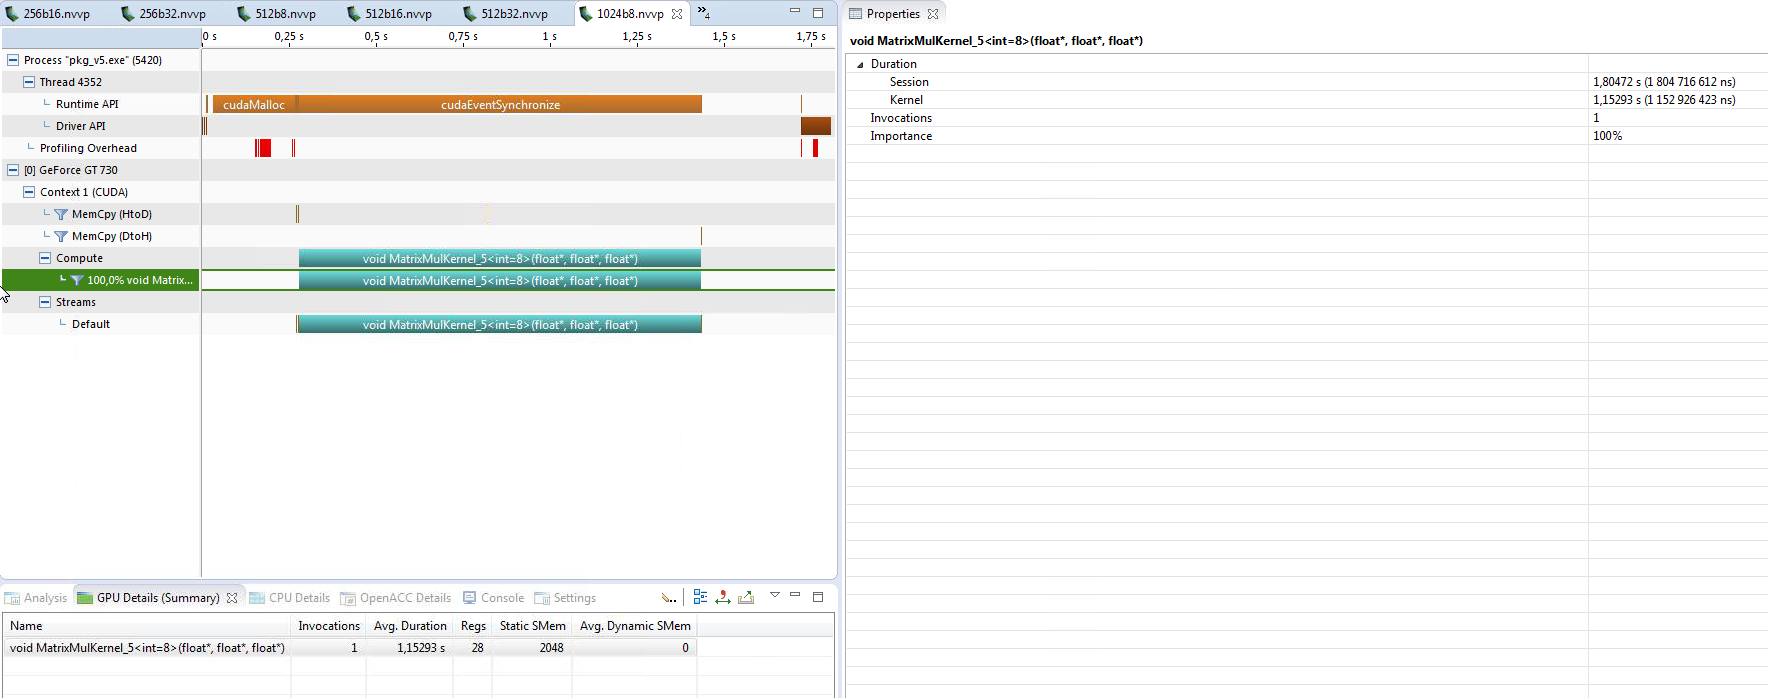 256b16.nvvp 256b32.nvvp 512b8.nvvp 512b16.nvvp 512b32.nvvp 1024b8.nvvp »4
0 s 0,25 s 0,5 s 0,75 s 1 s 1,25 s 1,5 s 1,75 s
Process "pkg_v5.exe" (5420)
Thread 4352
Runtime API cudaMalloc cudaEventSynchronize
Driver API
Profiling Overhead
[0] GeForce GT 730
Context 1 (CUDA)
MemCpy (HtoD)
MemCpy (DtoH)
Compute void MatrixMulKernel_5<int=8>(float*, float*, float*)
100,0% void Matrix... void MatrixMulKernel_5<int=8>(float*, float*, float*)
Streams
Default void MatrixMulKernel_5<int=8>(float*, float*, float*)
Analysis GPU Details (Summary) CPU Details OpenACC Details Console Settings
Name Invocations Avg. Duration Regs Static SMem Avg. Dynamic SMem
void MatrixMulKernel_5<int=8>(float*, float*, float*) 1 1,15293 s 28 2048 0
Properties
void MatrixMulKernel_5<int=8>(float*, float*, float*)
Duration
Session 1,80472 s (1 804 716 612 ns)
Kernel 1,15293 s (1 152 926 423 ns)
Invocations 1
Importance 100%